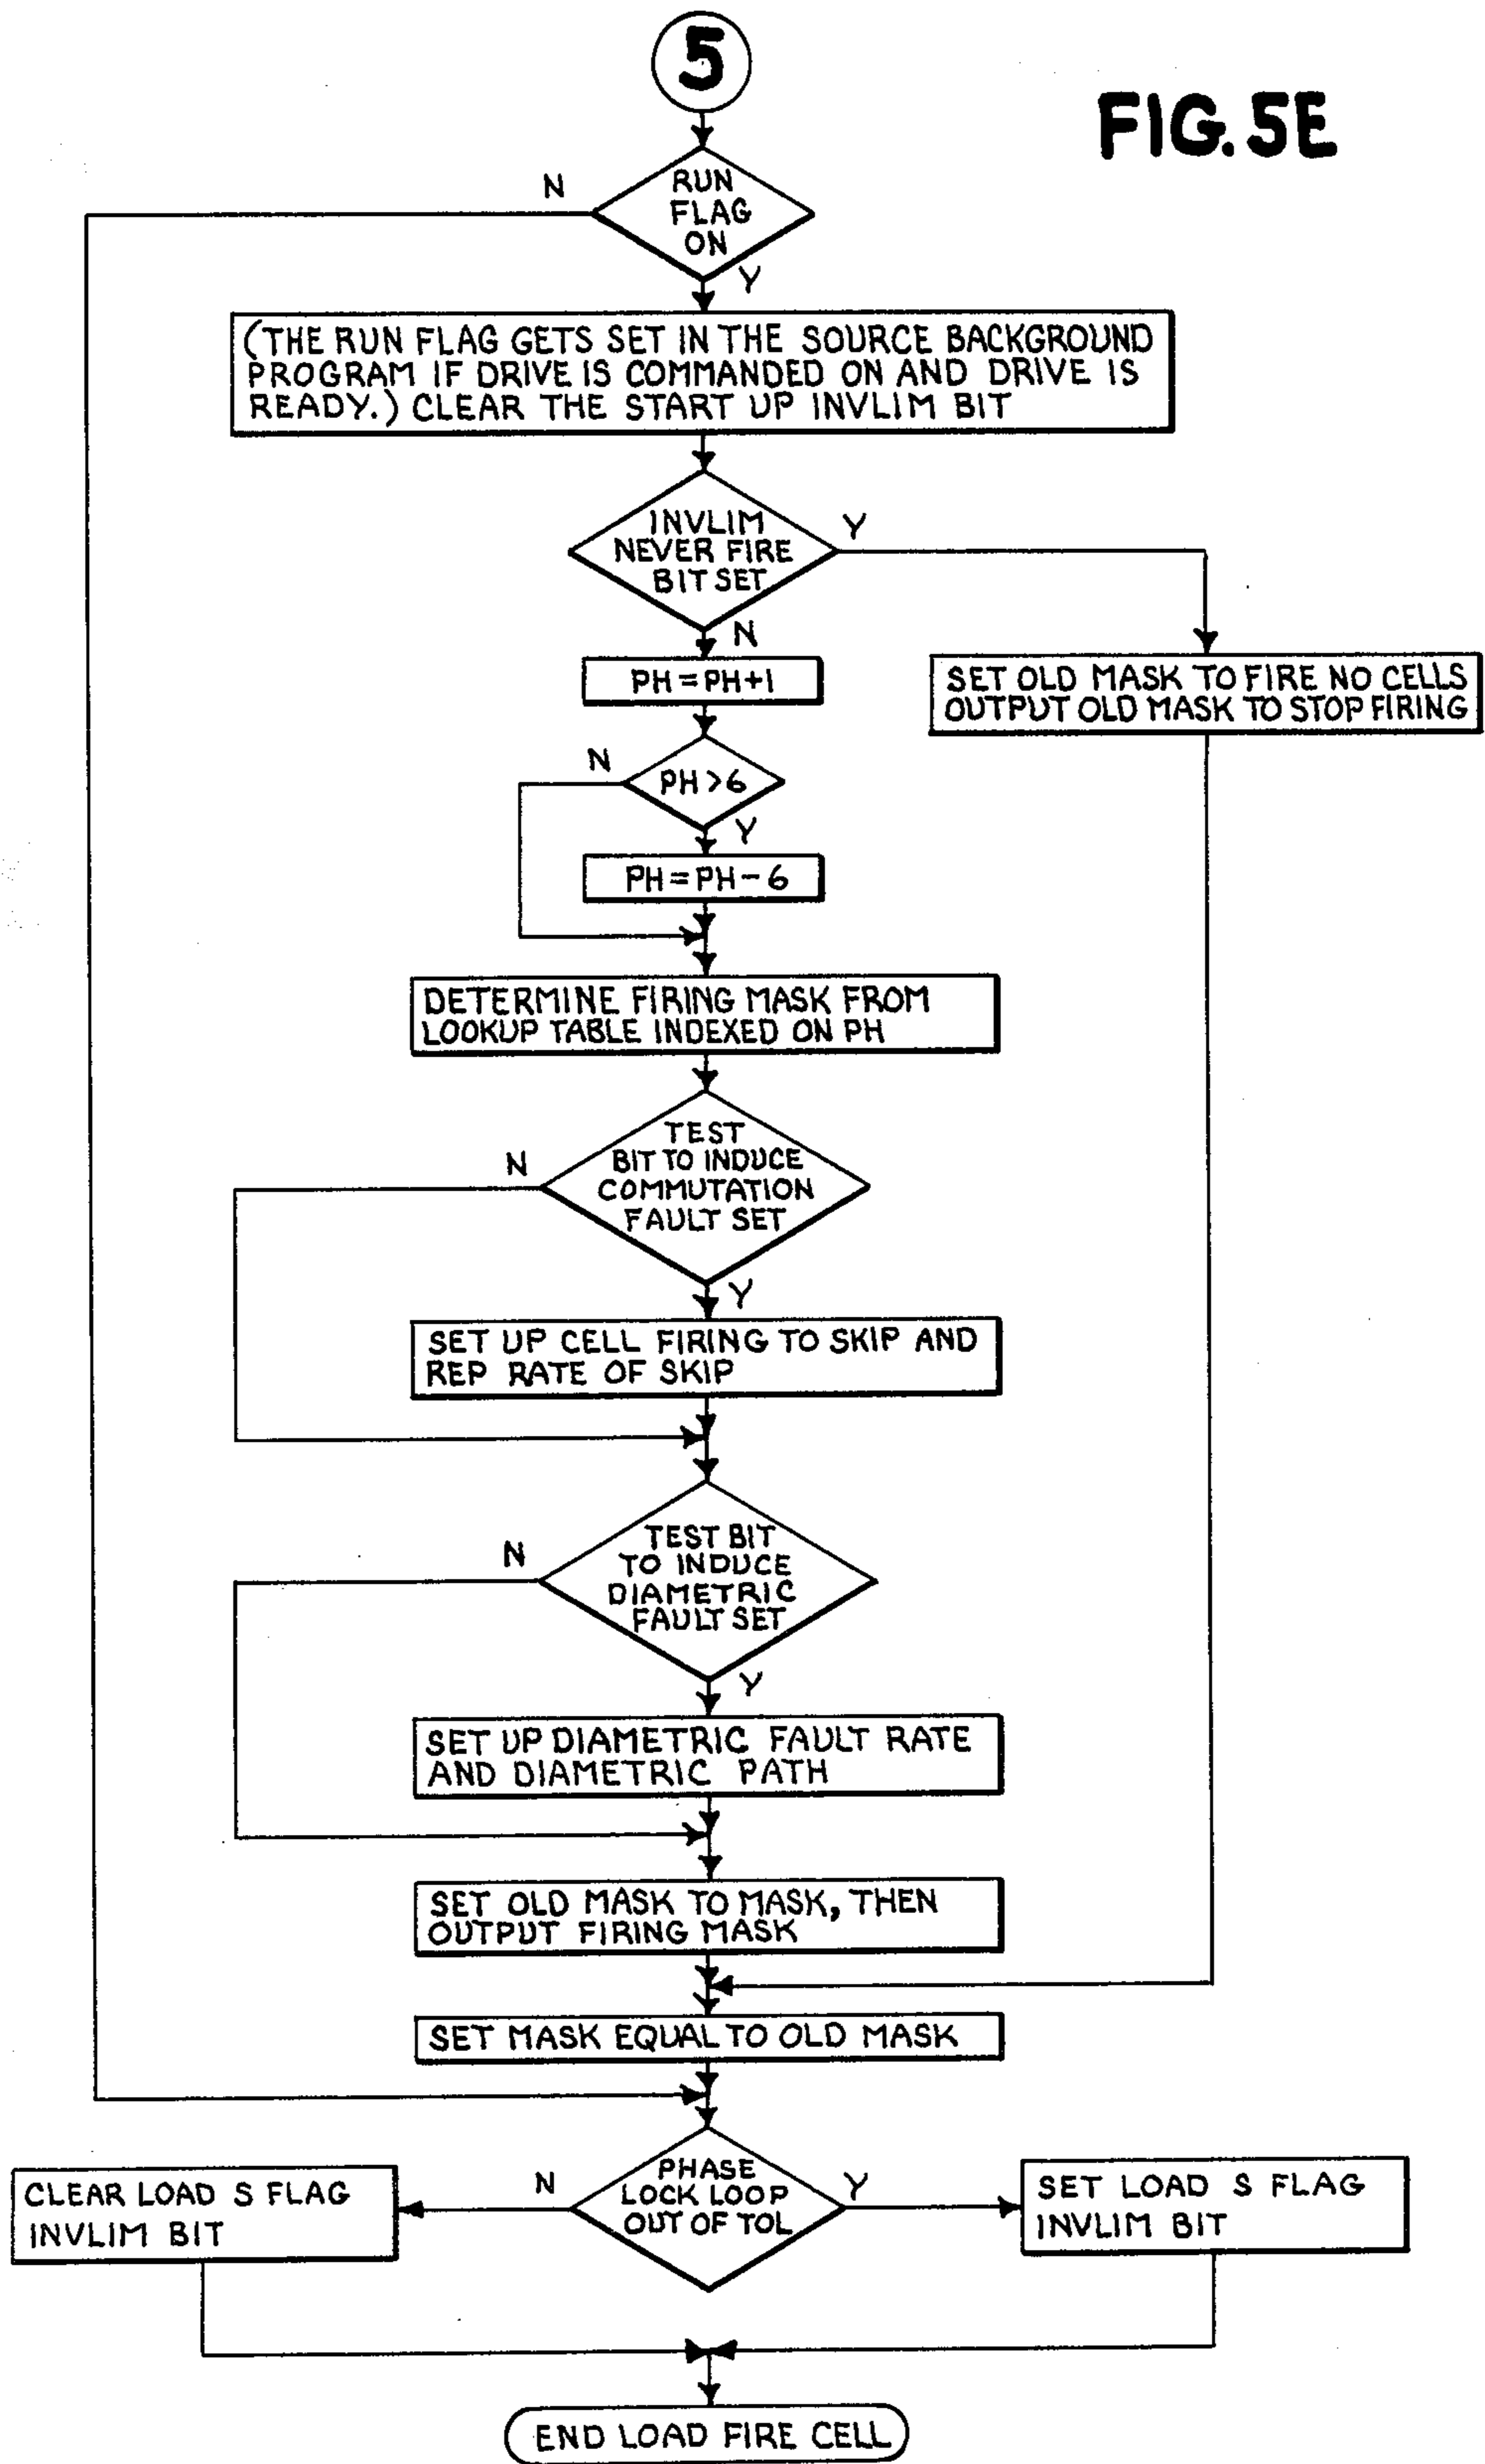 5
FIG. 5E
RUN
FLAG
ON
N
Y
(THE RUN FLAG GETS SET IN THE SOURCE BACKGROUND
PROGRAM IF DRIVE IS COMMANDED ON AND DRIVE IS
READY.) CLEAR THE START UP INVLIM BIT
INVLIM
NEVER FIRE
BIT SET
Y
N
PH=PH+1
SET OLD MASK TO FIRE NO CELLS
OUTPUT OLD MASK TO STOP FIRING
N
PH>6
Y
PH=PH-6
DETERMINE FIRING MASK FROM
LOOKUP TABLE INDEXED ON PH
TEST
BIT TO INDUCE
COMMUTATION
FAULT SET
N
Y
SET UP CELL FIRING TO SKIP AND
REP RATE OF SKIP
TEST BIT
TO INDUCE
DIAMETRIC
FAULT SET
N
Y
SET UP DIAMETRIC FAULT RATE
AND DIAMETRIC PATH
SET OLD MASK TO MASK, THEN
OUTPUT FIRING MASK
SET MASK EQUAL TO OLD MASK
PHASE
LOCK LOOP
OUT OF TOL
N
Y
CLEAR LOAD S FLAG
INVLIM BIT
SET LOAD S FLAG
INVLIM BIT
END LOAD FIRE CELL